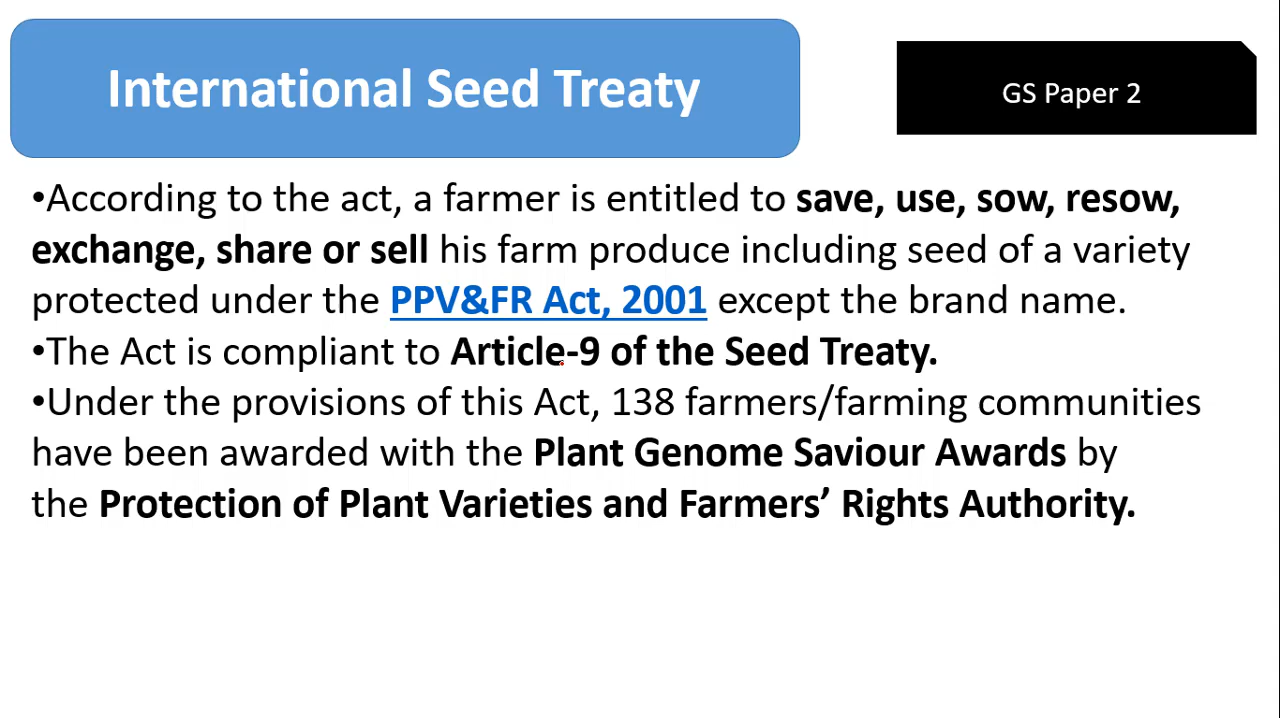 International Seed Treaty
GS Paper 2
•According to the act, a farmer is entitled to save, use, sow, resow,
exchange, share or sell his farm produce including seed of a variety
protected under the PPV&FR Act, 2001 except the brand name.
•The Act is compliant to Article-9 of the Seed Treaty.
•Under the provisions of this Act, 138 farmers/farming communities
have been awarded with the Plant Genome Saviour Awards by
the Protection of Plant Varieties and Farmers’ Rights Authority.